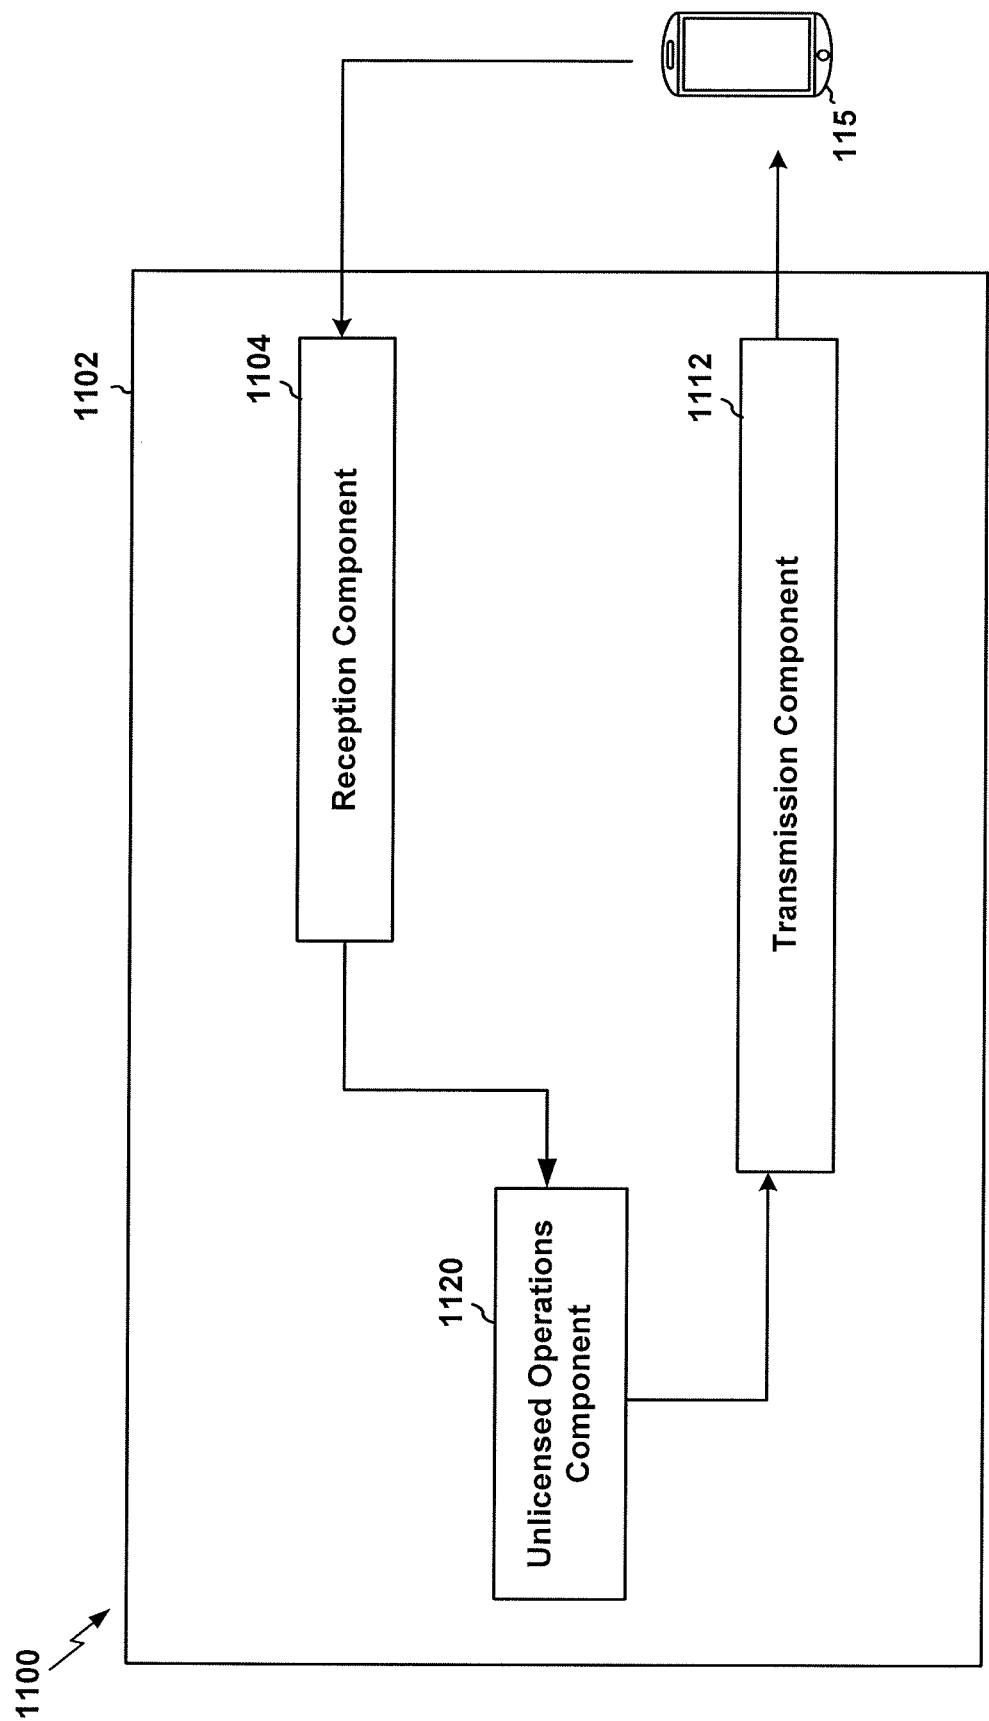 1100
1102
1104
Reception Component
1120
Unlicensed Operations
Component
1112
Transmission Component
115